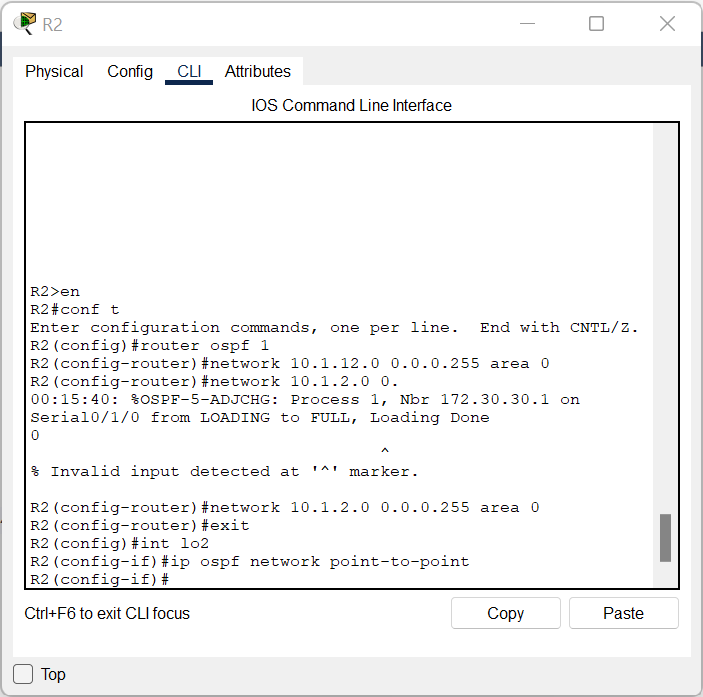 R2
Physical Config CLI Attributes
IOS Command Line Interface
R2>en
R2#conf t
Enter configuration commands, one per line.  End with CNTL/Z.
R2(config)#router ospf 1
R2(config-router)#network 10.1.12.0 0.0.0.255 area 0
R2(config-router)#network 10.1.2.0 0.
00:15:40: %OSPF-5-ADJCHG: Process 1, Nbr 172.30.30.1 on
Serial0/1/0 from LOADING to FULL, Loading Done
0
^
% Invalid input detected at '^' marker.
R2(config-router)#network 10.1.2.0 0.0.0.255 area 0
R2(config-router)#exit
R2(config)#int lo2
R2(config-if)#ip ospf network point-to-point
R2(config-if)#
Ctrl+F6 to exit CLI focus Copy Paste
Top